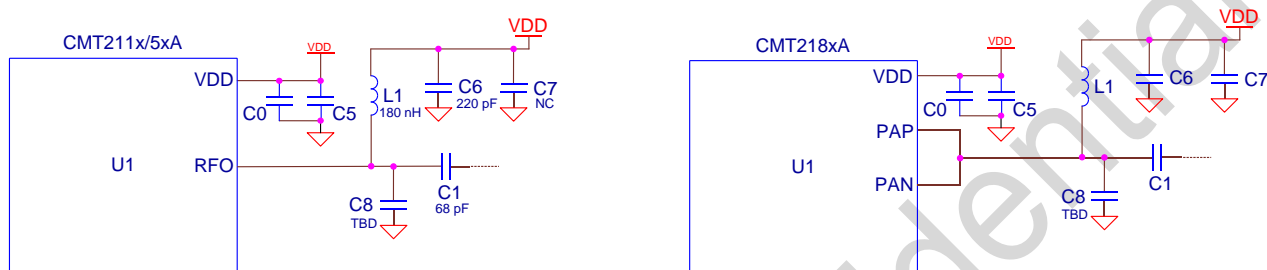 CMT211x/5xA
VDD
VDD
VDD
C0
C5
L1
180 nH
C6
220 pF
C7
NC
U1
RFO
C8
TBD
C1
68 pF
CMT218xA
VDD
VDD
VDD
C0
C5
L1
C6
C7
PAP
U1
PAN
C8
TBD
C1
idential